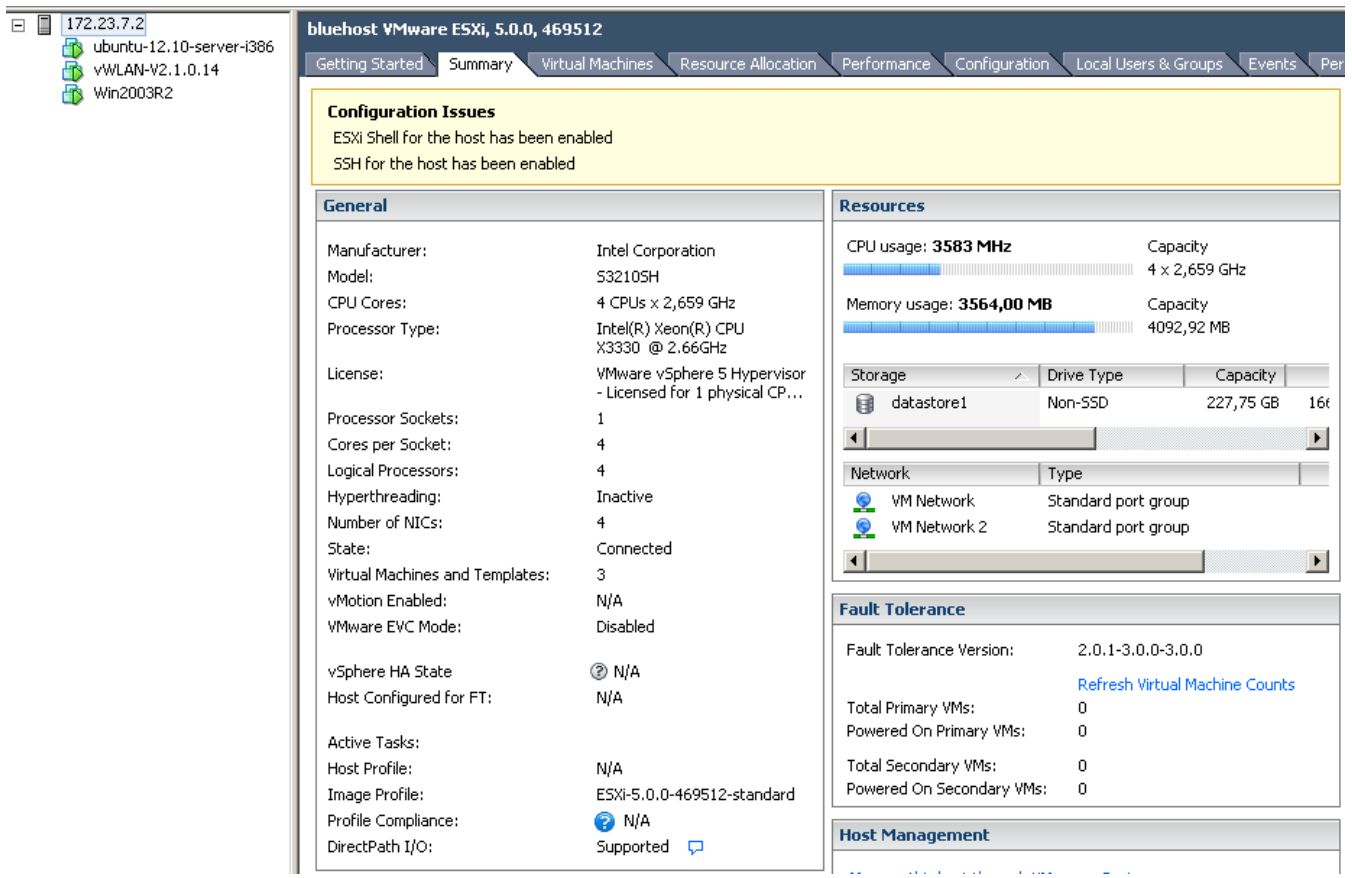 172.23.7.2
ubuntu-12.10-server-i386
vWLAN-V2.1.0.14
Win2003R2
bluehost VMware ESXi, 5.0.0, 469512
Getting Started Summary Virtual Machines Resource Allocation Performance Configuration Local Users & Groups Events Per
Configuration Issues
ESXi Shell for the host has been enabled
SSH for the host has been enabled
General
Manufacturer: Intel Corporation
Model: S3210SH
CPU Cores: 4 CPUs x 2,659 GHz
Processor Type: Intel(R) Xeon(R) CPU
X3330 @ 2.66GHz
License: VMware vSphere 5 Hypervisor
- Licensed for 1 physical CP...
Processor Sockets: 1
Cores per Socket: 4
Logical Processors: 4
Hyperthreading: Inactive
Number of NICs: 4
State: Connected
Virtual Machines and Templates: 3
vMotion Enabled: N/A
VMware EVC Mode: Disabled
vSphere HA State N/A
Host Configured for FT: N/A
Active Tasks:
Host Profile: N/A
Image Profile: ESXi-5.0.0-469512-standard
Profile Compliance: N/A
DirectPath I/O: Supported
Resources
CPU usage: 3583 MHz Capacity
4 x 2,659 GHz
Memory usage: 3564,00 MB Capacity
4092,92 MB
Storage Drive Type Capacity
datastore1 Non-SSD 227,75 GB 166
Network Type
VM Network Standard port group
VM Network 2 Standard port group
Fault Tolerance
Fault Tolerance Version: 2.0.1-3.0.0-3.0.0
Refresh Virtual Machine Counts
Total Primary VMs: 0
Powered On Primary VMs: 0
Total Secondary VMs: 0
Powered On Secondary VMs: 0
Host Management